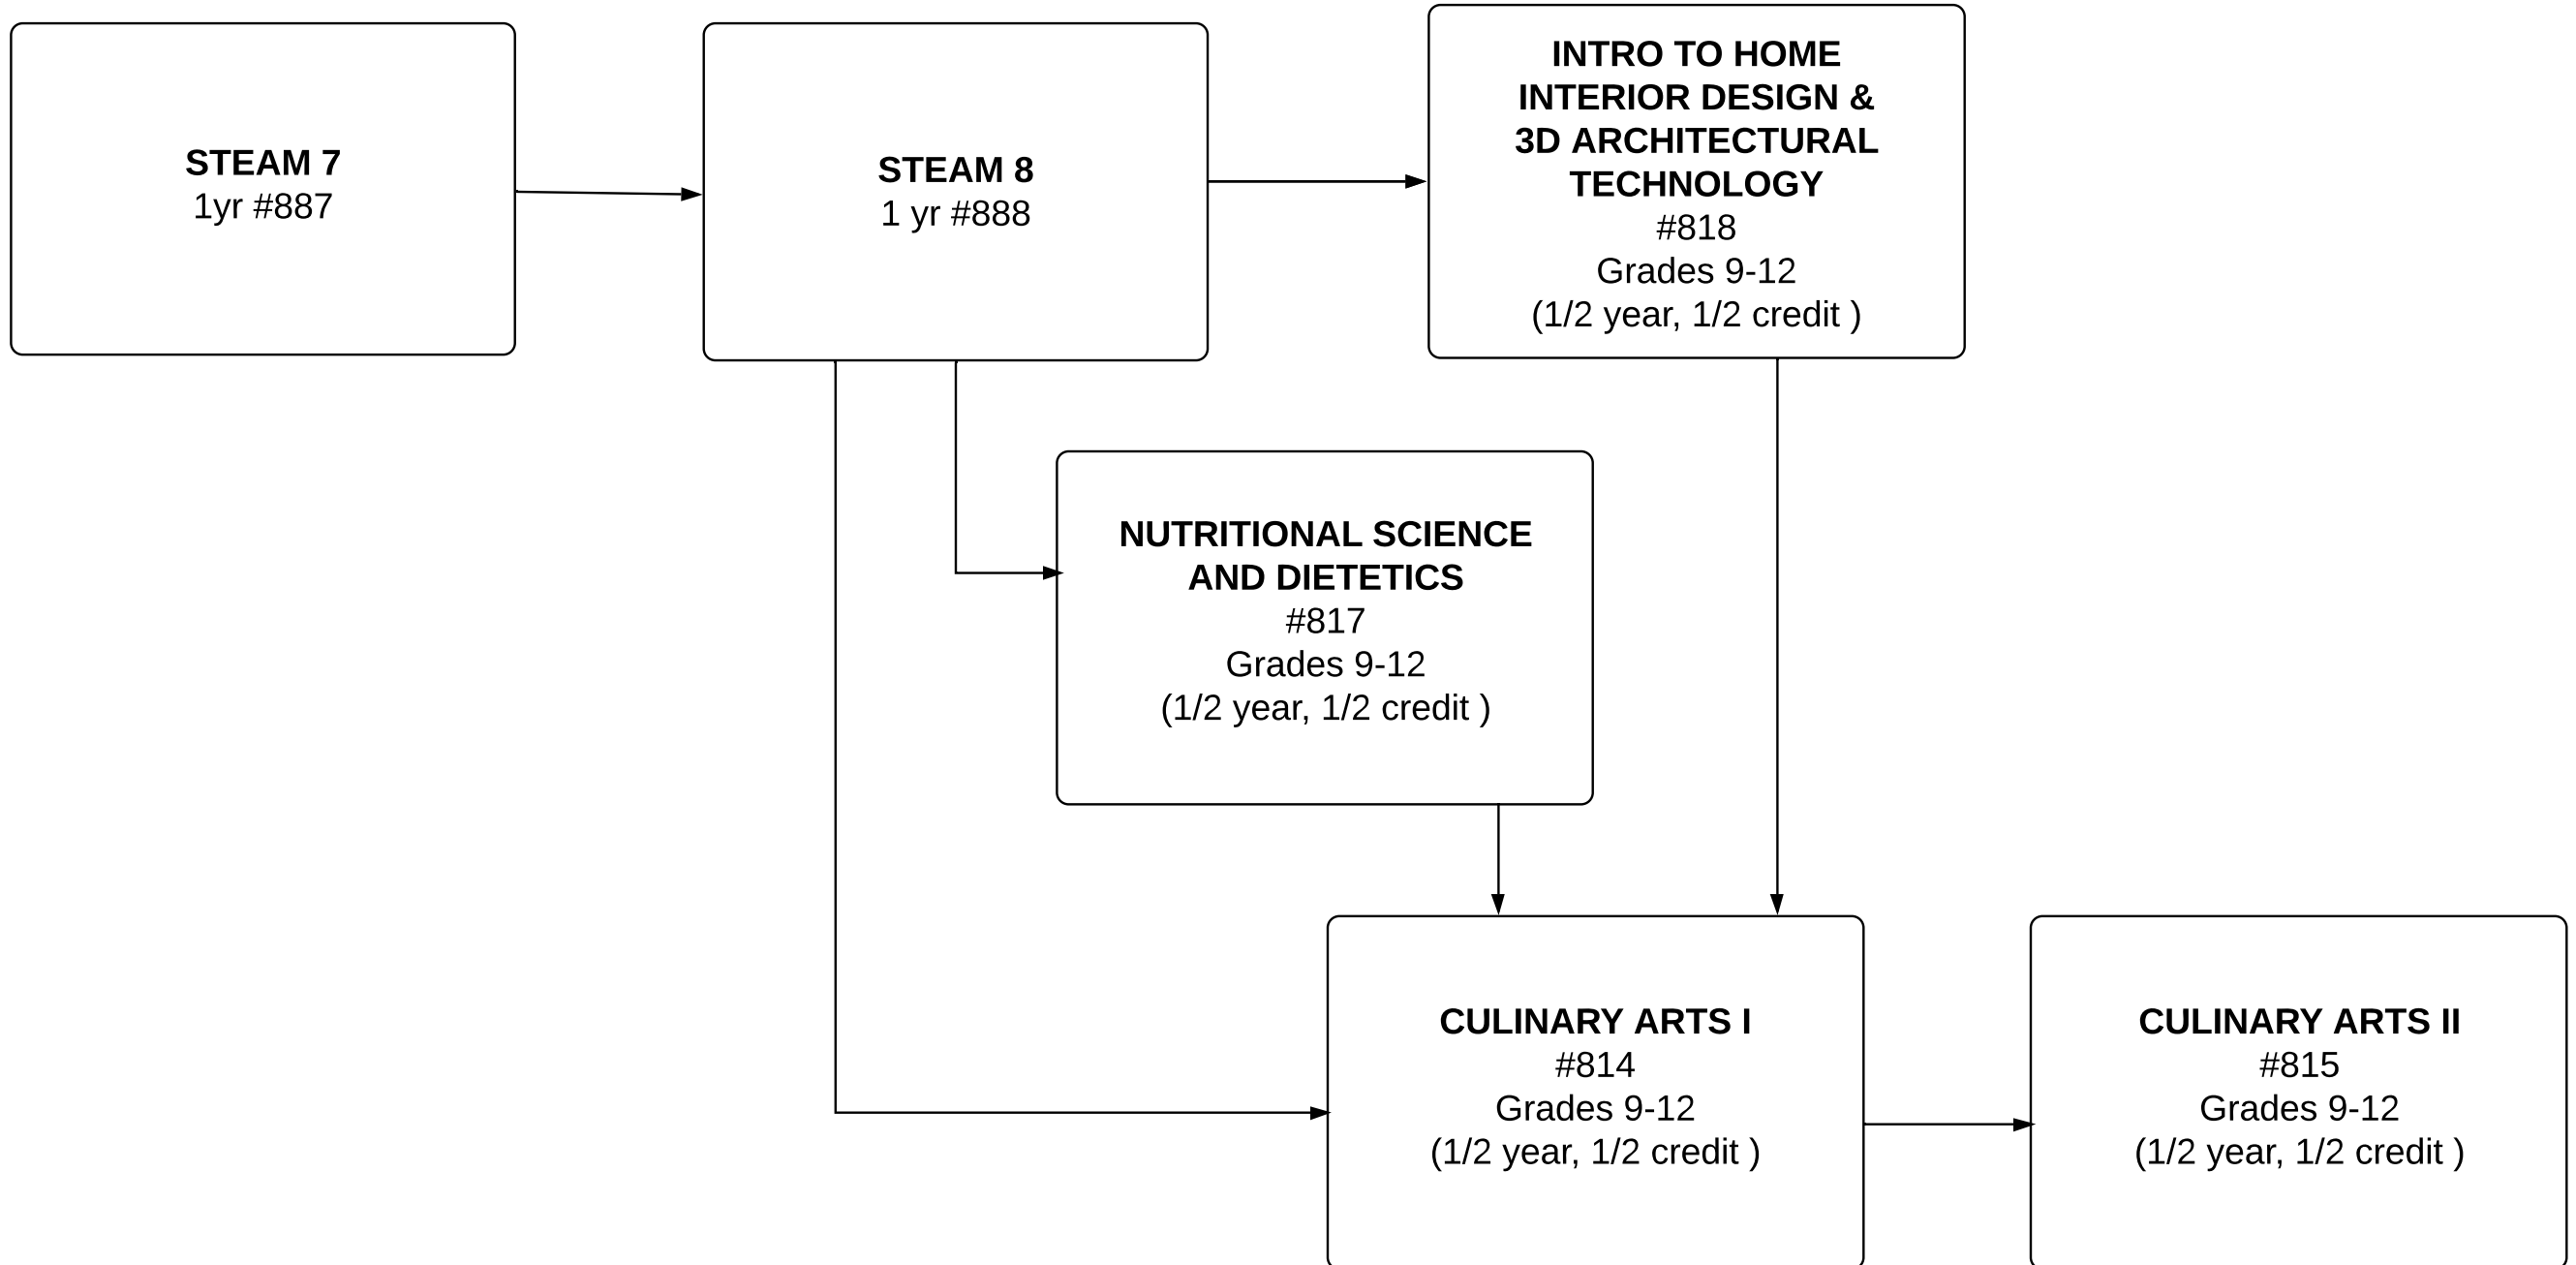 STEAM 7
1yr #887
STEAM 8
1 yr #888
INTRO TO HOME
INTERIOR DESIGN &
3D ARCHITECTURAL
TECHNOLOGY
#818
Grades 9-12
(1/2 year, 1/2 credit )
NUTRITIONAL SCIENCE
AND DIETETICS
#817
Grades 9-12
(1/2 year, 1/2 credit )
CULINARY ARTS I
#814
Grades 9-12
(1/2 year, 1/2 credit )
CULINARY ARTS II
#815
Grades 9-12
(1/2 year, 1/2 credit )